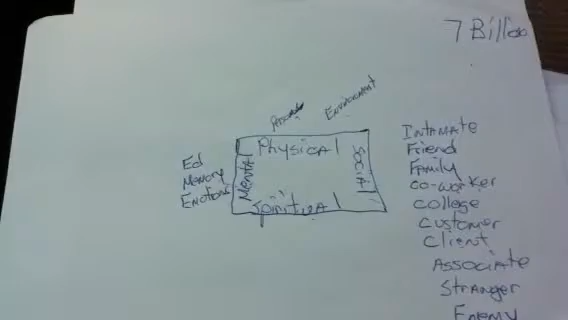 7 Billion
Environment
Physical
Ed
Memory
Emotions
Mental
Social
Spiritual
Intamate
Friend
Family
co-worker
college
customer
client
Associate
Stranger
Enemy